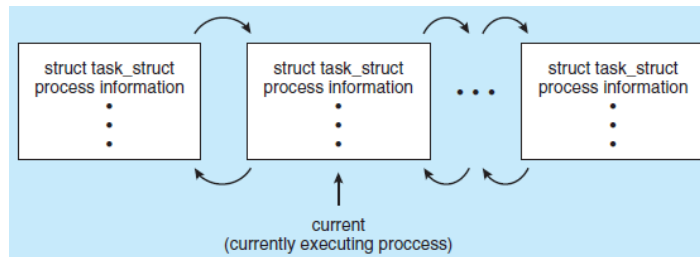 struct task_struct
process information
•
•
•
struct task_struct
process information
•
•
•
• • •
struct task_struct
process information
•
•
•
current
(currently executing proccess)